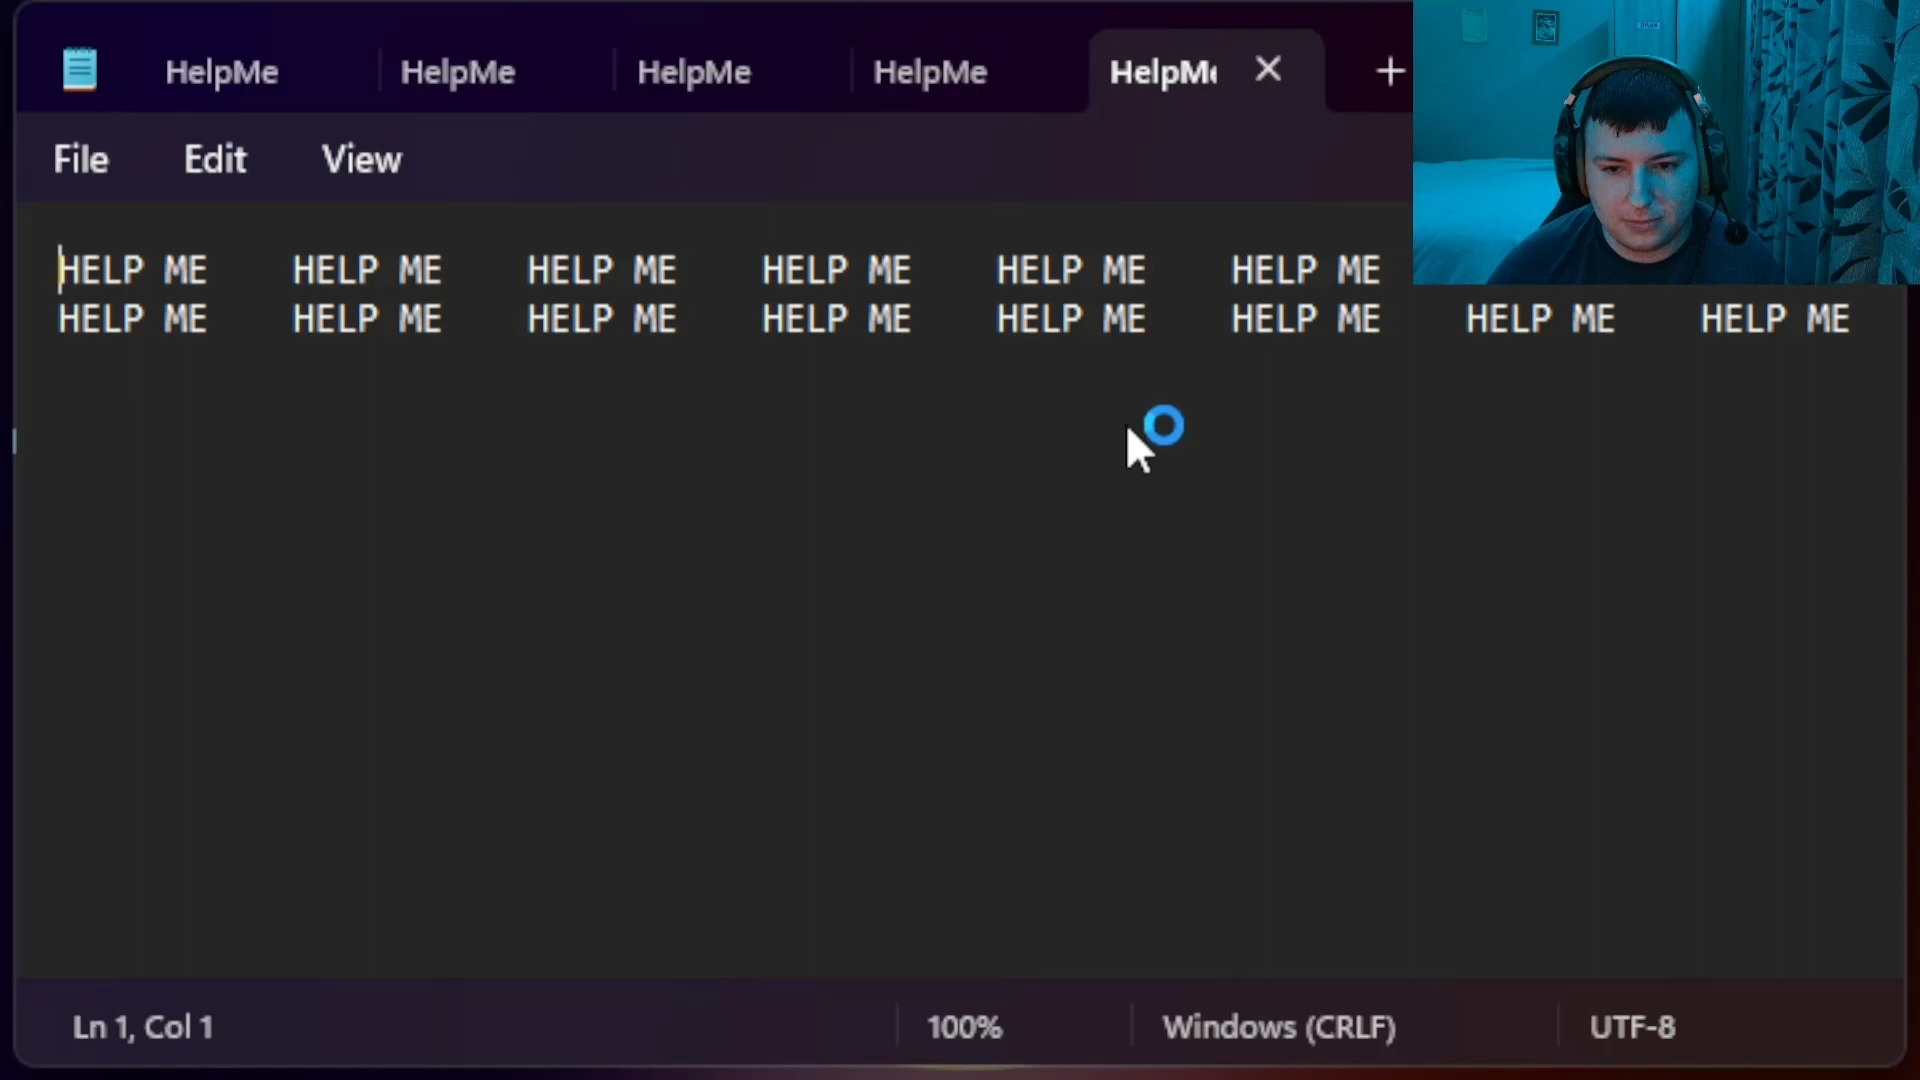 HelpMe HelpMe HelpMe HelpMe HelpMe
File Edit View
HELP ME HELP ME HELP ME HELP ME HELP ME HELP ME
HELP ME HELP ME HELP ME HELP ME HELP ME HELP ME HELP ME HELP ME
Ln 1, Col 1 100% Windows (CRLF) UTF-8